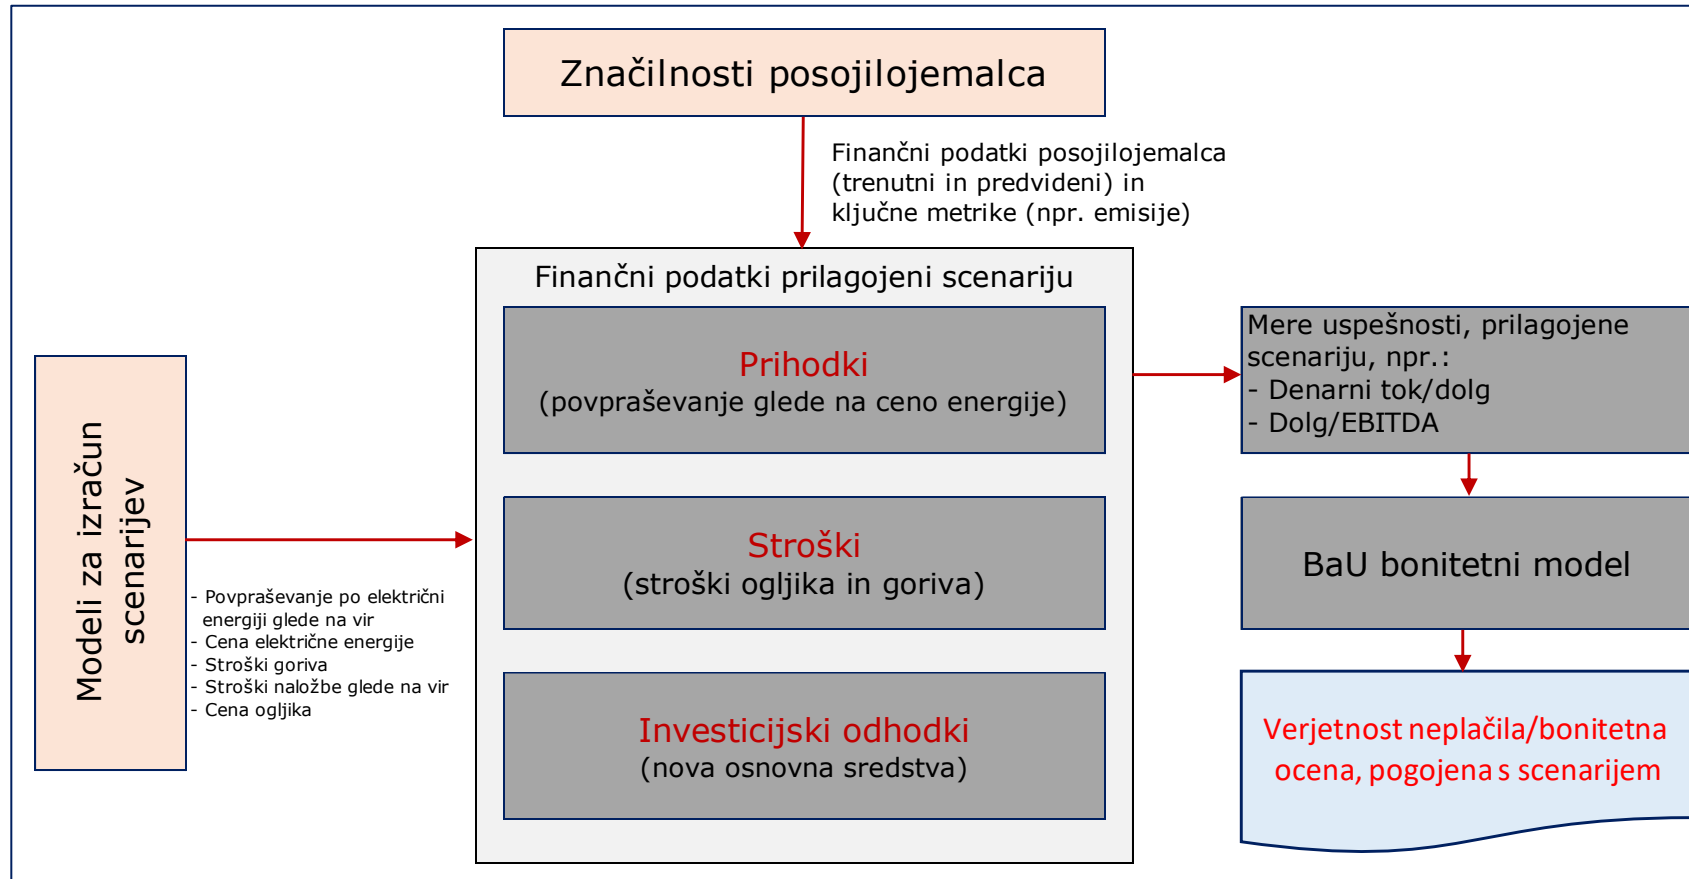 Značilnosti posojilojemalca
Finančni podatki posojilojemalca
(trenutni in predvideni) in
ključne metrike (npr. emisije)
Modeli za izračun
scenarijev
- Povpraševanje po električni
energiji glede na vir
- Cena električne energije
- Stroški goriva
- Stroški naložbe glede na vir
- Cena ogljika
Finančni podatki prilagojeni scenariju
Prihodki
(povpraševanje glede na ceno energije)
Stroški
(stroški ogljika in goriva)
Investicijski odhodki
(nova osnovna sredstva)
Mere uspešnosti, prilagojene
scenariju, npr.:
- Denarni tok/dolg
- Dolg/EBITDA
BaU bonitetni model
Verjetnost neplačila/bonitetna
ocena, pogojena s scenarijem